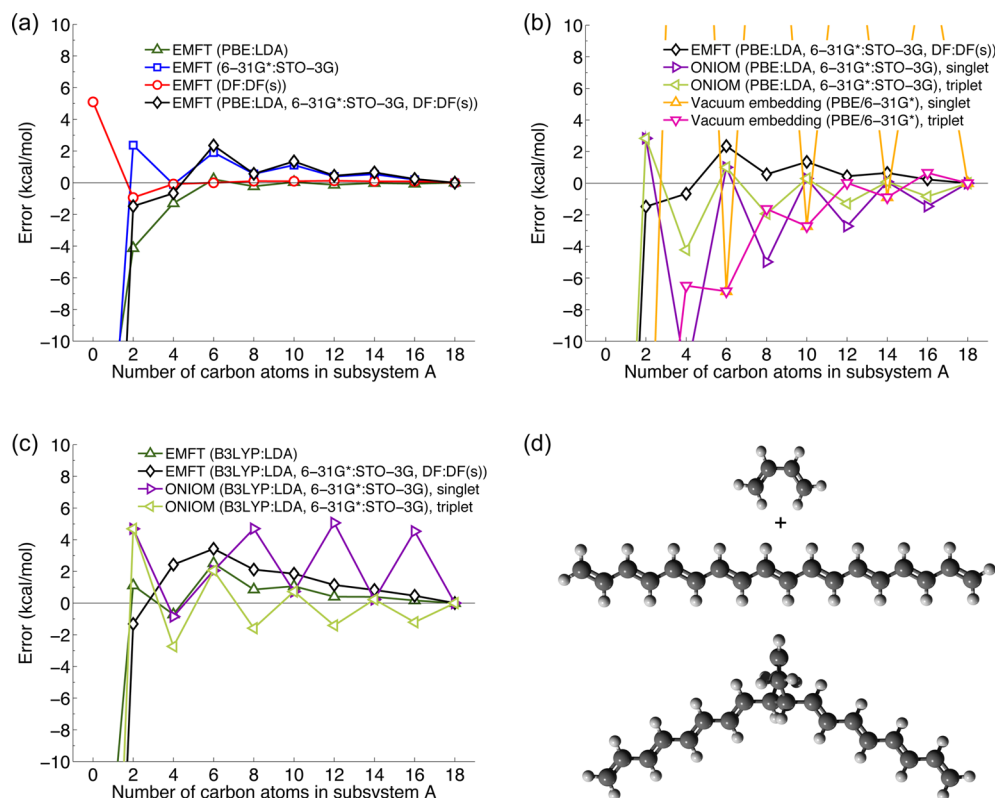 (a)
10
8
6
4
2
0
−2
−4
−6
−8
−10
Error (kcal/mol)
EMFT (PBE:LDA)
EMFT (6–31G*:STO–3G)
EMFT (DF:DF(s))
EMFT (PBE:LDA, 6–31G*:STO–3G, DF:DF(s))
0 2 4 6 8 10 12 14 16 18
Number of carbon atoms in subsystem A
(b)
10
8
6
4
2
0
−2
−4
−6
−8
−10
Error (kcal/mol)
EMFT (PBE:LDA, 6–31G*:STO–3G, DF:DF(s))
ONIOM (PBE:LDA, 6–31G*:STO–3G), singlet
ONIOM (PBE:LDA, 6–31G*:STO–3G), triplet
Vacuum embedding (PBE/6–31G*), singlet
Vacuum embedding (PBE/6–31G*), triplet
0 2 4 6 8 10 12 14 16 18
Number of carbon atoms in subsystem A
(c)
10
8
6
4
2
0
−2
−4
−6
−8
−10
Error (kcal/mol)
EMFT (B3LYP:LDA)
EMFT (B3LYP:LDA, 6–31G*:STO–3G, DF:DF(s))
ONIOM (B3LYP:LDA, 6–31G*:STO–3G), singlet
ONIOM (B3LYP:LDA, 6–31G*:STO–3G), triplet
0 2 4 6 8 10 12 14 16 18
Number of carbon atoms in subsystem A
(d)
+